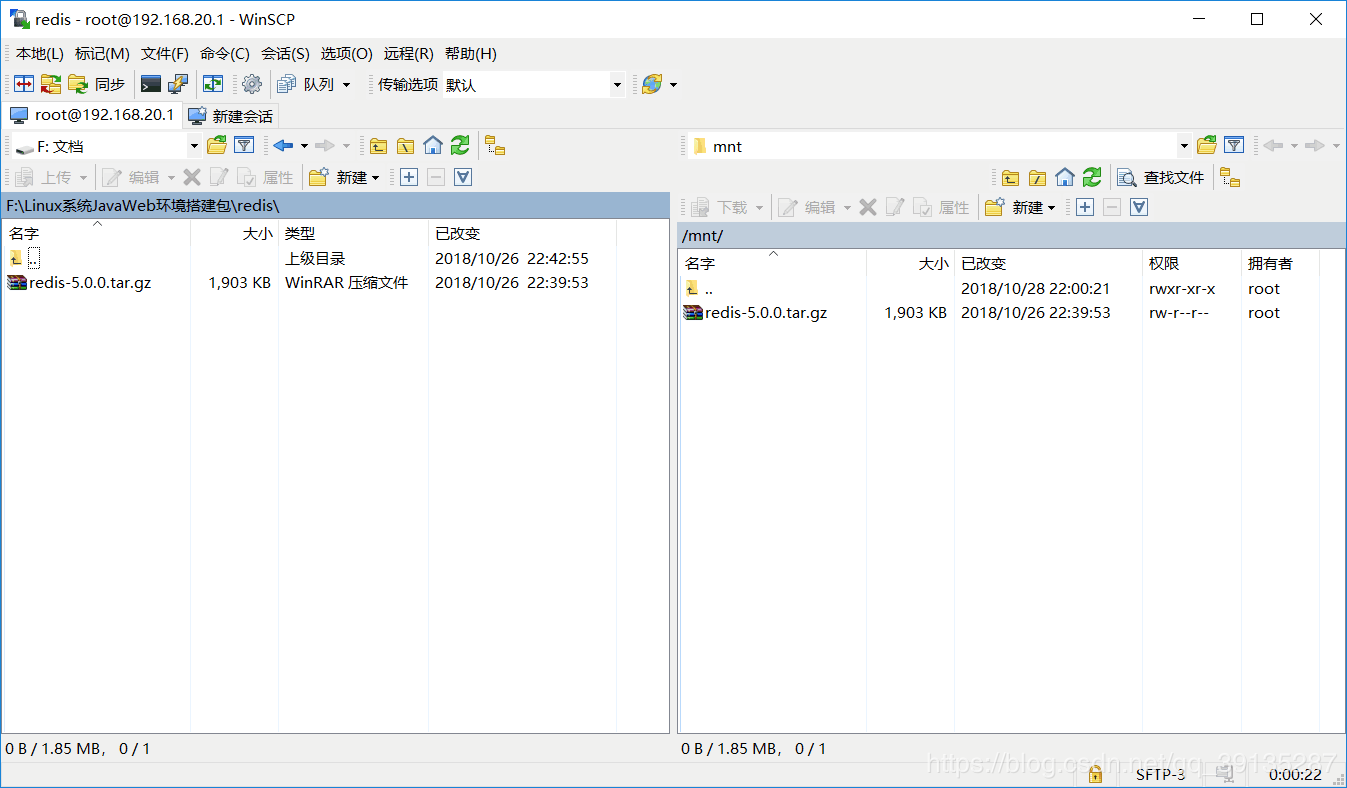 redis - root@192.168.20.1 - WinSCP
本地(L) 标记(M) 文件(F) 命令(C) 会话(S) 选项(O) 远程(R) 帮助(H)
同步 队列 传输选项 默认
root@192.168.20.1 新建会话
F: 文档
mnt
上传 编辑 属性 新建
查找文件
下载 编辑 属性 新建
F:\Linux系统JavaWeb环境搭建包\redis\
名字 大小 类型 已改变
.. 上级目录 2018/10/26 22:42:55
redis-5.0.0.tar.gz 1,903 KB WinRAR 压缩文件 2018/10/26 22:39:53
0 B / 1.85 MB, 0 / 1
/mnt/
名字 大小 已改变 权限 拥有者
.. 2018/10/28 22:00:21 rwxr-xr-x root
redis-5.0.0.tar.gz 1,903 KB 2018/10/26 22:39:53 rw-r--r-- root
0 B / 1.85 MB, 0 / 1
https://blog.csdn.net/qq_39135287
SFTP-3 0:00:22